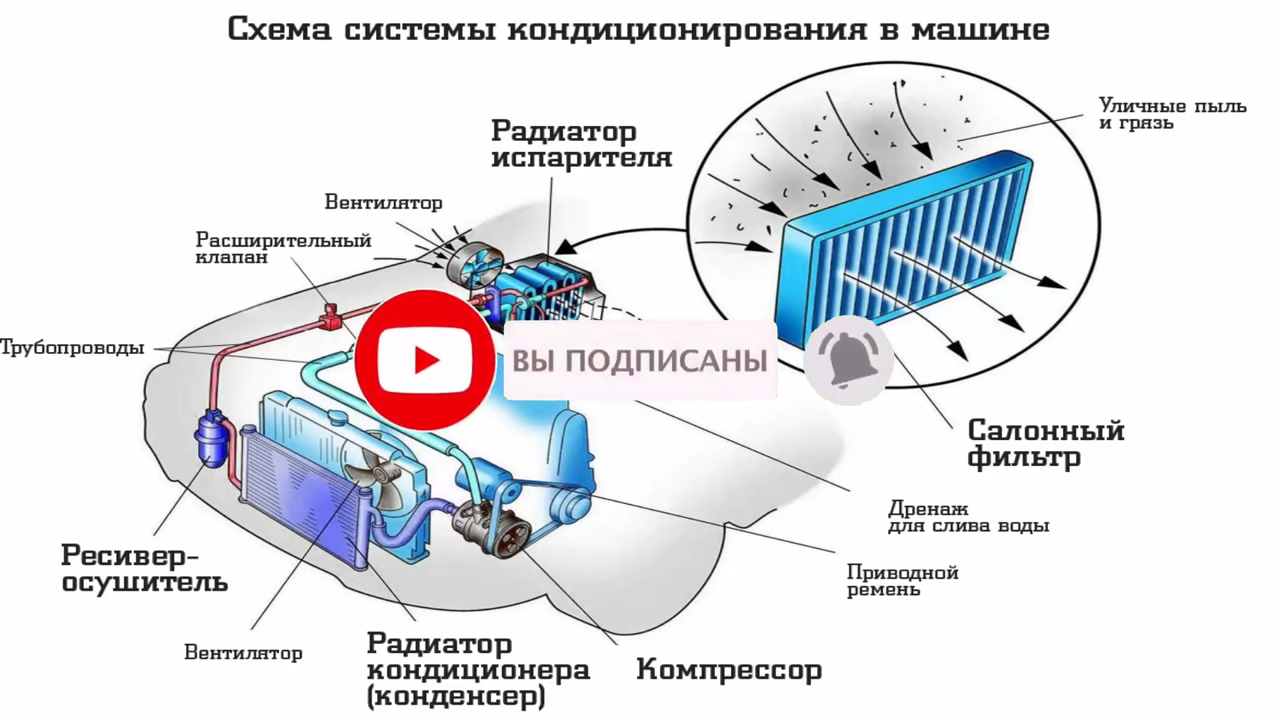 Схема системы кондиционирования в машине
Уличные пыль
и грязь
Радиатор
испарителя
Вентилятор
Расширительный
клапан
Трубопроводы
ВЫ ПОДПИСАНЫ
Салонный
фильтр
Дренаж
для слива воды
Ресивер-
осушитель
Приводной
ремень
Вентилятор
Радиатор
кондиционера
(конденсер)
Компрессор